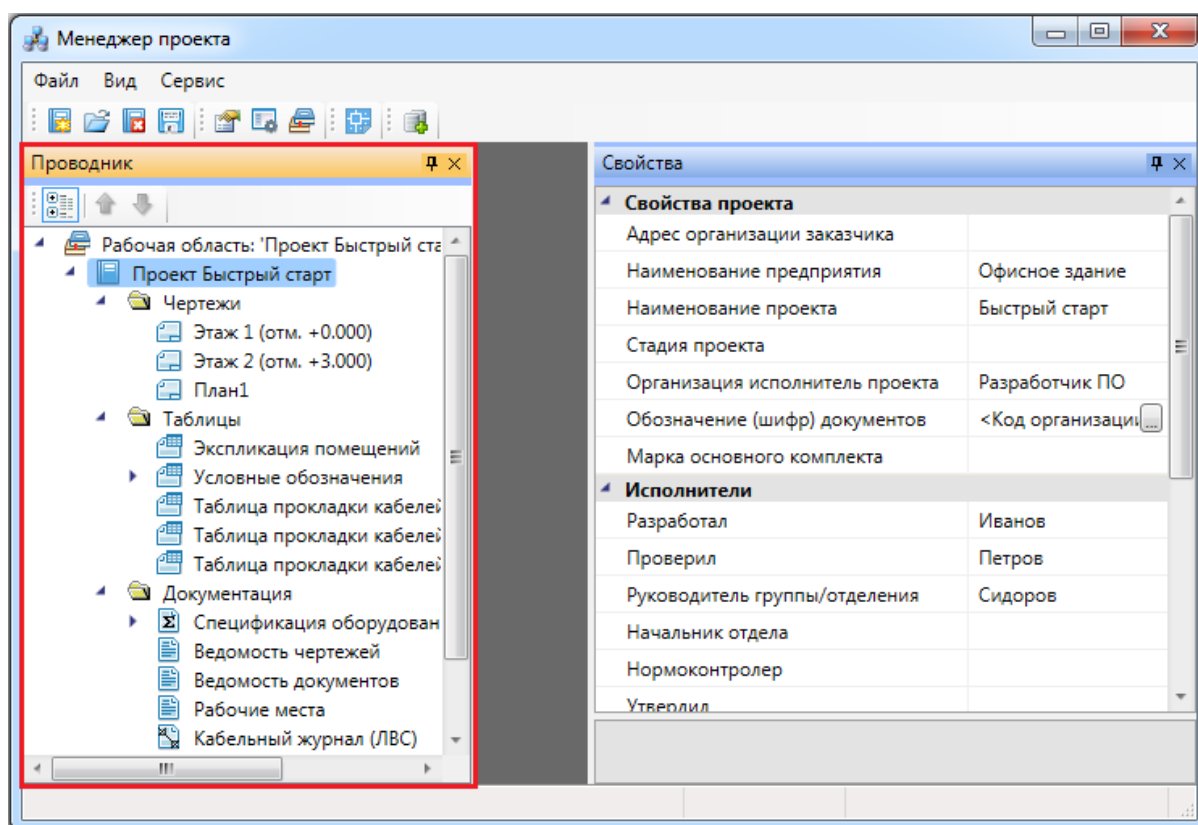 Менеджер проекта
Файл Вид Сервис
Проводник
Рабочая область: 'Проект Быстрый ста
Проект Быстрый старт
Чертежи
Этаж 1 (отм. +0.000)
Этаж 2 (отм. +3.000)
План1
Таблицы
Экспликация помещений
Условные обозначения
Таблица прокладки кабелей
Таблица прокладки кабелей
Таблица прокладки кабелей
Документация
Спецификация оборудован
Ведомость чертежей
Ведомость документов
Рабочие места
Кабельный журнал (ЛВС)
Свойства
Свойства проекта
Адрес организации заказчика
Наименование предприятия Офисное здание
Наименование проекта Быстрый старт
Стадия проекта
Организация исполнитель проекта Разработчик ПО
Обозначение (шифр) документов <Код организации ...
Марка основного комплекта
Исполнители
Разработал Иванов
Проверил Петров
Руководитель группы/отделения Сидоров
Начальник отдела
Нормоконтролер
Утвердил